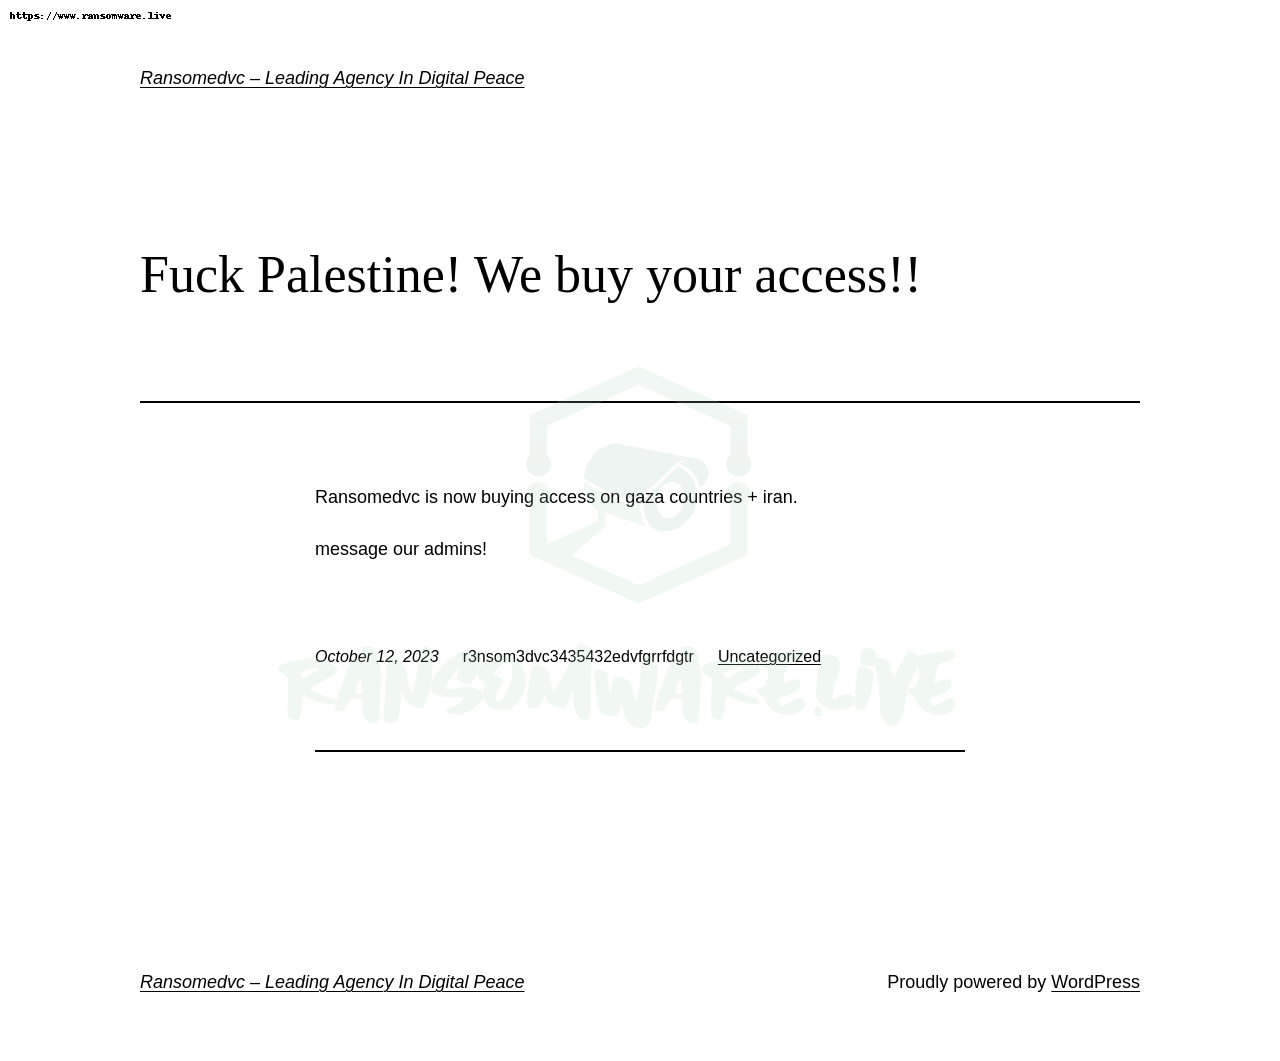 https://www.ransomware.live
Ransomedvc – Leading Agency In Digital Peace
Fuck Palestine! We buy your access!!
Ransomedvc is now buying access on gaza countries + iran.
message our admins!
October 12, 2023 r3nsom3dvc3435432edvfgrrfdgtr Uncategorized
RANSOMWARE.LiVE
Ransomedvc – Leading Agency In Digital Peace Proudly powered by WordPress